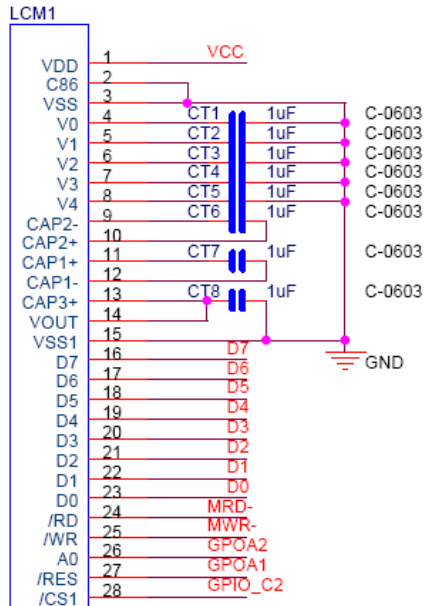 LCM1
VDD 1 VCC
C86 2
VSS 3
V0 4 CT1 1uF C-0603
V1 5 CT2 1uF C-0603
V2 6 CT3 1uF C-0603
V3 7 CT4 1uF C-0603
V4 8 CT5 1uF C-0603
CAP2- 9 CT6 1uF C-0603
CAP2+ 10
CAP1+ 11 CT7 1uF C-0603
CAP1- 12
CAP3+ 13 CT8 1uF C-0603
VOUT 14
VSS1 15
D7 16 D7 GND
D6 17 D6
D5 18 D5
D4 19 D4
D3 20 D3
D2 21 D2
D1 22 D1
D0 23 D0
/RD 24 MRD-
/WR 25 MWR-
A0 26 GPOA2
/RES 27 GPOA1
/CS1 28 GPIO_C2